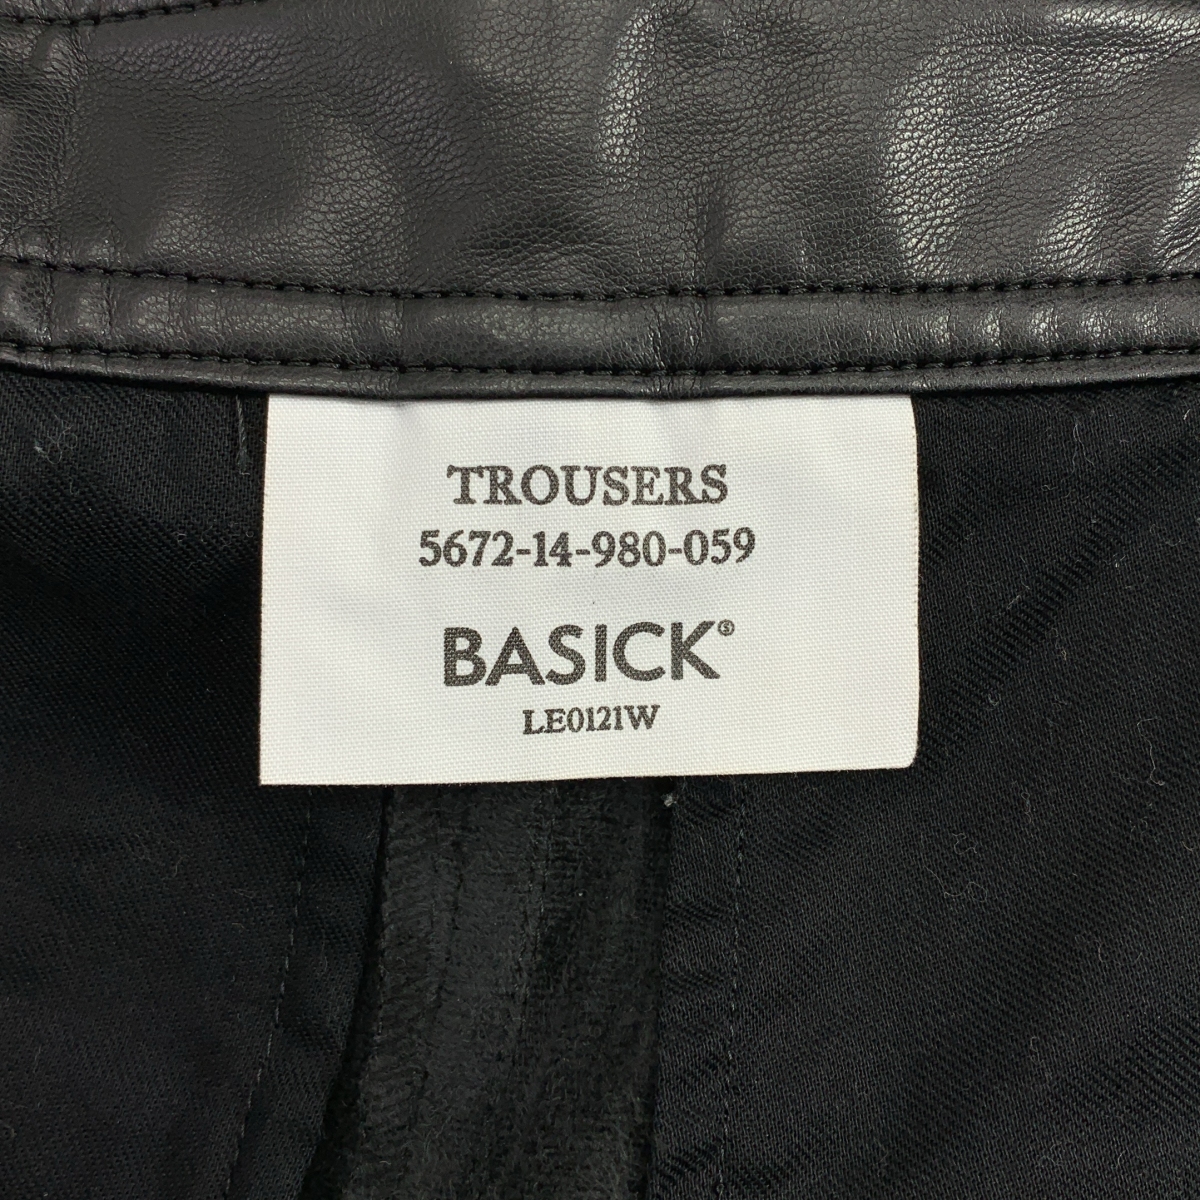 TROUSERS
5672-14-980-059
BASICK
LE0121W